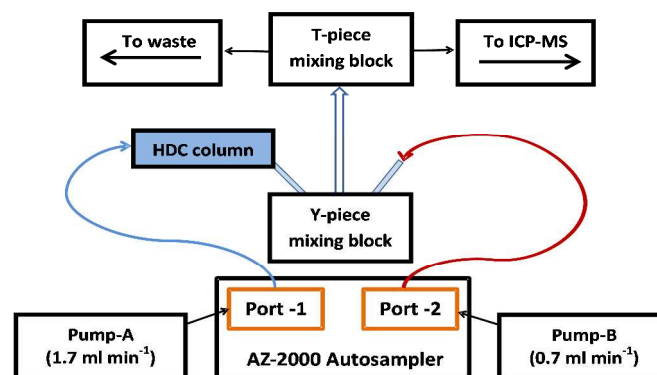 To waste
T-piece
mixing block
To ICP-MS
HDC column
Y-piece
mixing block
Port -1
Port -2
Pump-A
(1.7 ml min⁻¹)
AZ-2000 Autosampler
Pump-B
(0.7 ml min⁻¹)